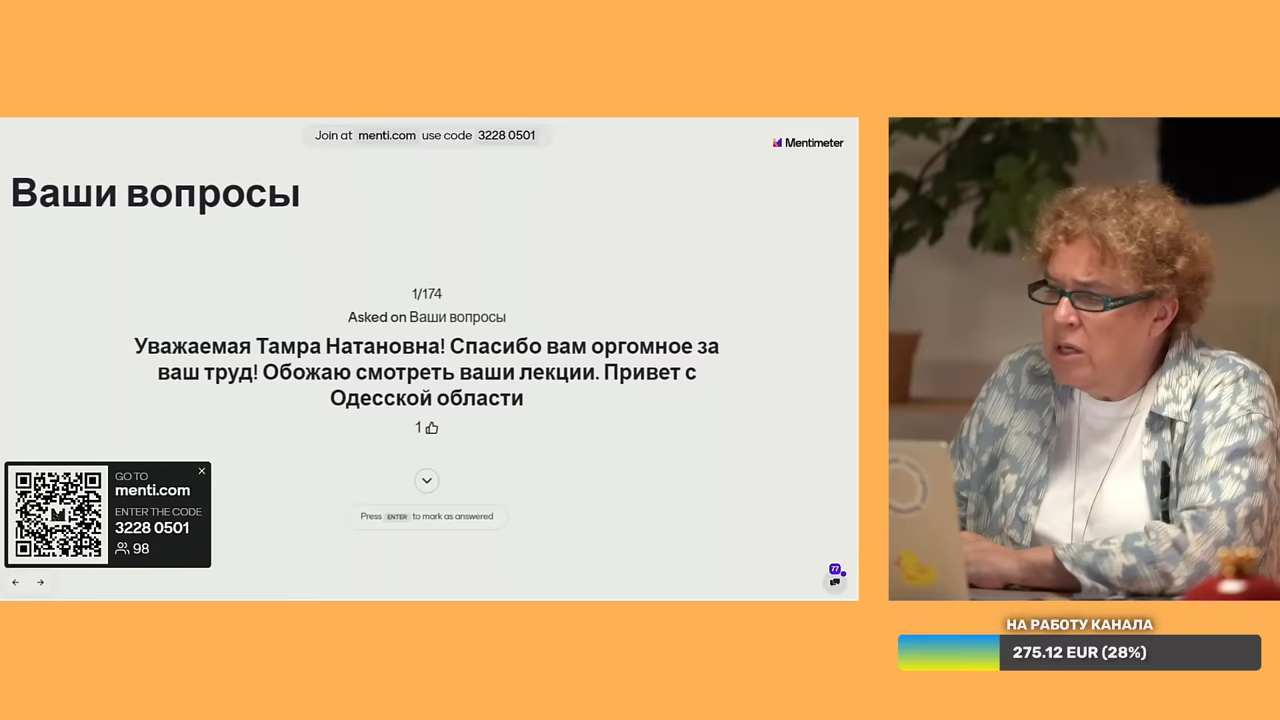 Join at menti.com use code 3228 0501
Mentimeter
Ваши вопросы
1/174
Asked on Ваши вопросы
Уважаемая Тамра Натановна! Спасибо вам оргомное за
ваш труд! Обожаю смотреть ваши лекции. Привет с
Одесской области
1
Press ENTER to mark as answered
GO TO
menti.com
ENTER THE CODE
3228 0501
98
77
НА РАБОТУ КАНАЛА
275.12 EUR (28%)